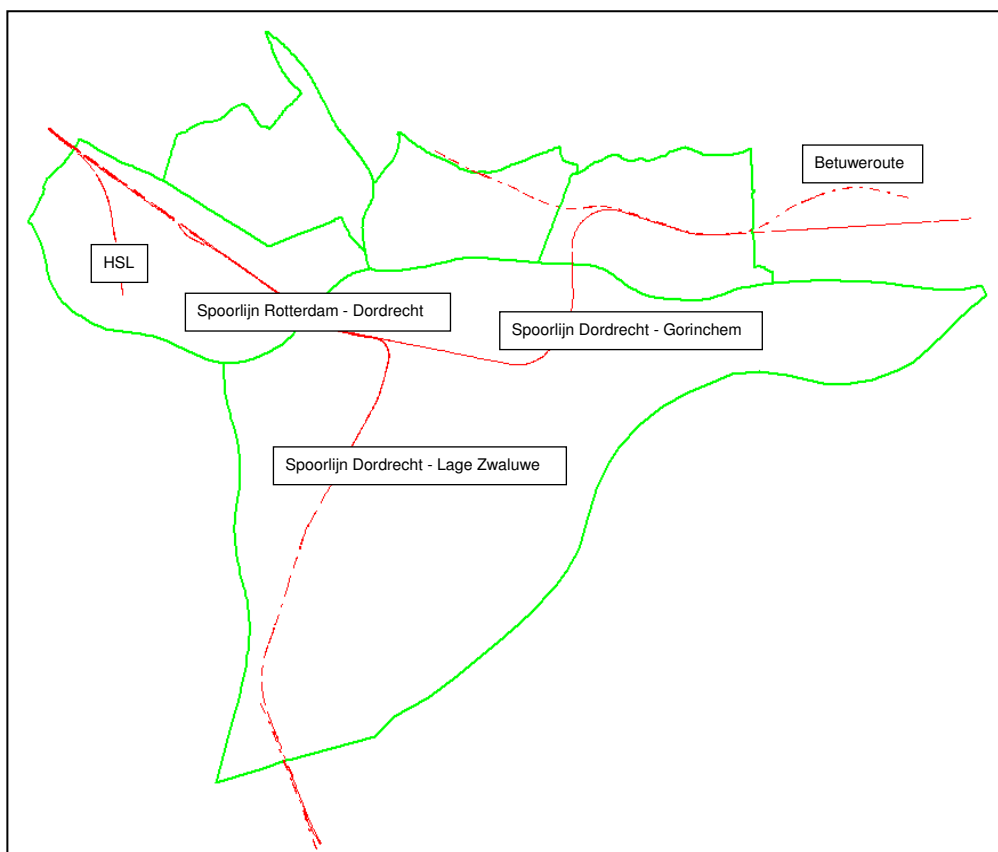 Betuweroute
HSL
Spoorlijn Rotterdam - Dordrecht
Spoorlijn Dordrecht - Gorinchem
Spoorlijn Dordrecht - Lage Zwaluwe